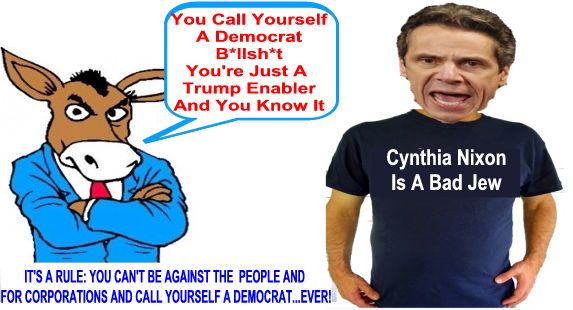 You Call Yourself
A Democrat
B*llsh*t
You're Just A
Trump Enabler
And You Know It
Cynthia Nixon
Is A Bad Jew
IT'S A RULE: YOU CAN'T BE AGAINST THE PEOPLE AND
FOR CORPORATIONS AND CALL YOURSELF A DEMOCRAT...EVER!